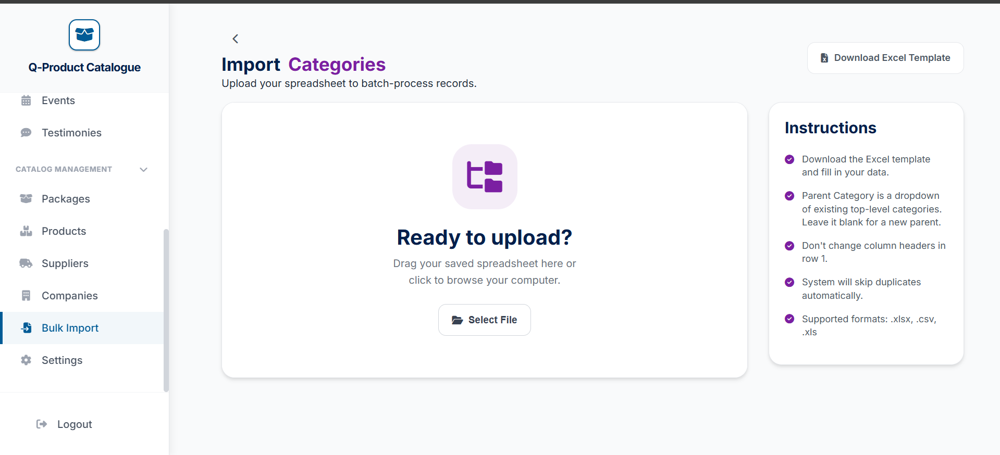 Q-Product Catalogue
Events
Testimonies
CATALOG MANAGEMENT
Packages
Products
Suppliers
Companies
Bulk Import
Settings
Logout
Import Categories
Upload your spreadsheet to batch-process records.
Download Excel Template
Ready to upload?
Drag your saved spreadsheet here or
click to browse your computer.
Select File
Instructions
Download the Excel template
and fill in your data.
Parent Category is a dropdown
of existing top-level categories.
Leave it blank for a new parent.
Don't change column headers in
row 1.
System will skip duplicates
automatically.
Supported formats: .xlsx, .csv,
.xls